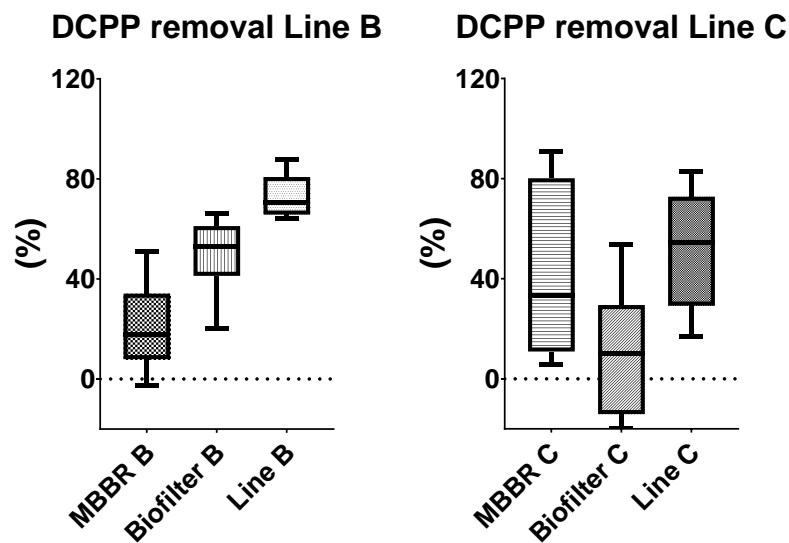 DCPP removal Line B
120
80
40
0
(%)
MBBR B
Biofilter B
Line B
DCPP removal Line C
120
80
40
0
(%)
MBBR C
Biofilter C
Line C